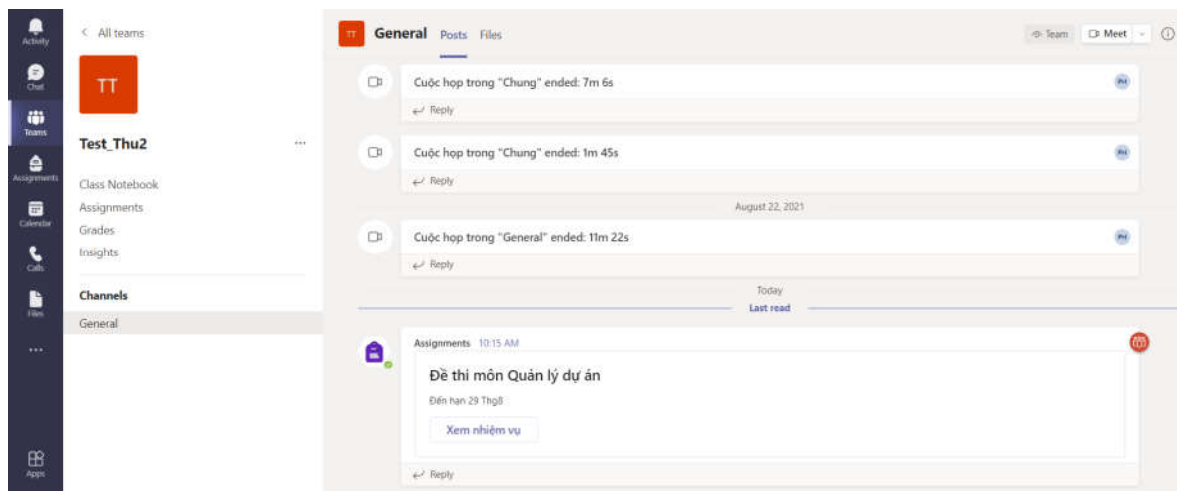 Activity
Chat
Teams
Assignments
Calendar
Calls
Files
Apps
All teams
TT
Test_Thu2
Class Notebook
Assignments
Grades
Insights
Channels
General
TT
General
Posts
Files
Team
Meet
Cuộc họp trong "Chung" ended: 7m 6s
PH
Reply
Cuộc họp trong "Chung" ended: 1m 45s
PH
Reply
August 22, 2021
Cuộc họp trong "General" ended: 11m 22s
PH
Reply
Today
Last read
Assignments 10:15 AM
Đề thi môn Quản lý dự án
Đến hạn 29 Thg8
Xem nhiệm vụ
Reply